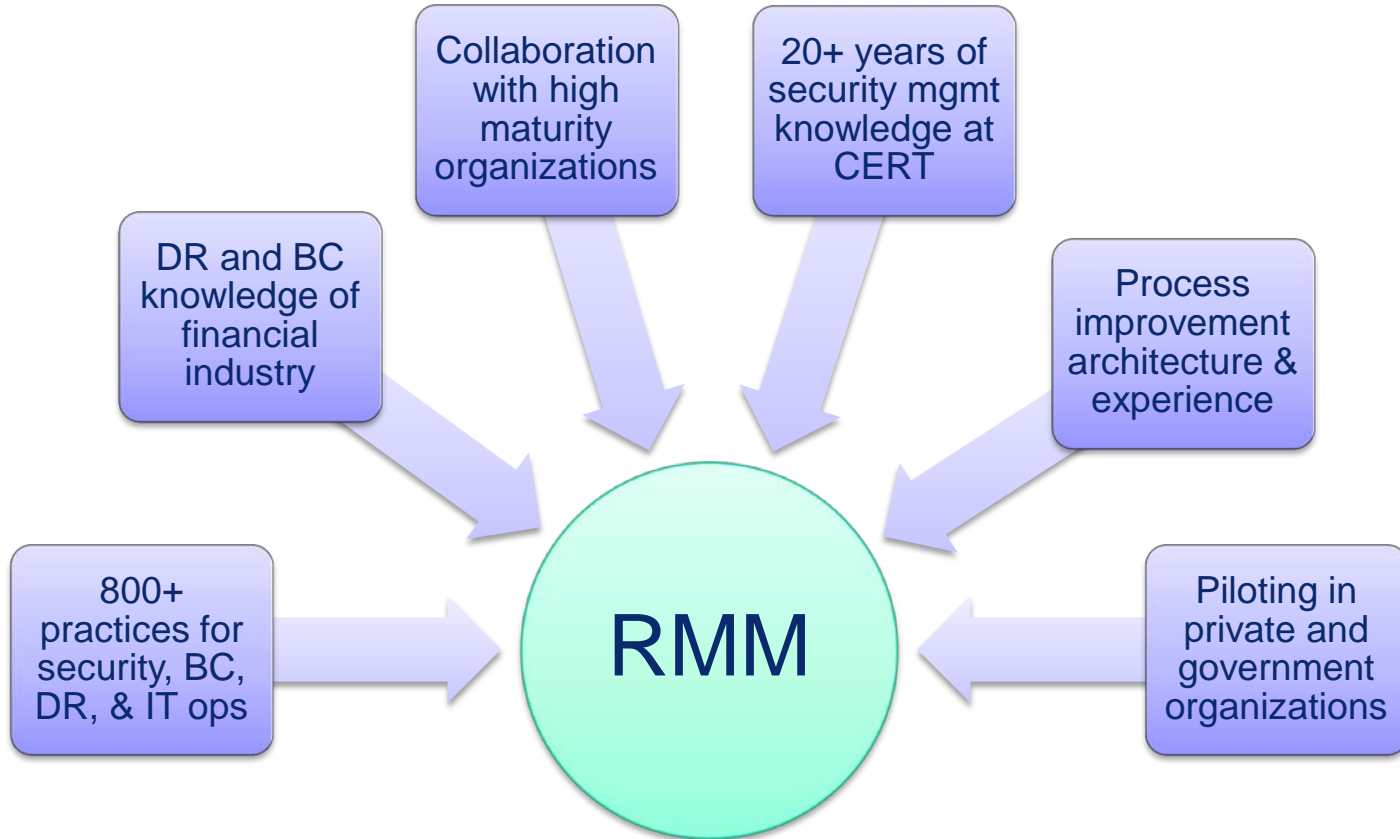 Collaboration
with high
maturity
organizations
20+ years of
security mgmt
knowledge at
CERT
DR and BC
knowledge of
financial
industry
Process
improvement
architecture &
experience
800+
practices for
security, BC,
DR, & IT ops
RMM
Piloting in
private and
government
organizations